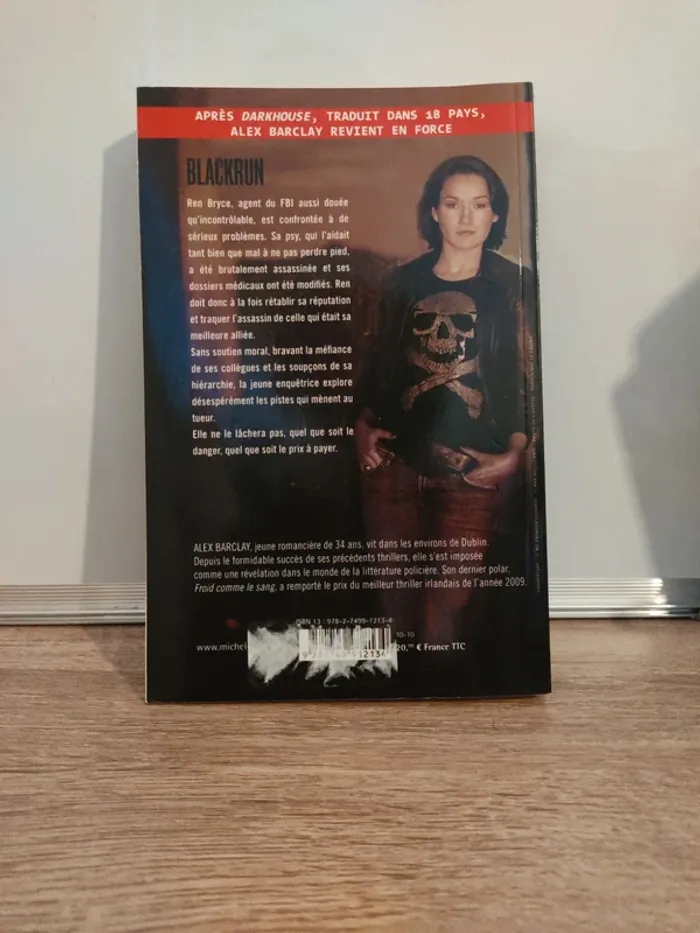 APRÈS DARKHOUSE, TRADUIT DANS 18 PAYS,
ALEX BARCLAY REVIENT EN FORCE
BLACKRUN
Ren Bryce, agent du FBI aussi douée
qu'incontrôlable, est confrontée à de
sérieux problèmes. Sa psy, qui l'aidait
tant bien que mal à ne pas perdre pied,
a été brutalement assassinée et ses
dossiers médicaux ont été modifiés. Ren
doit donc à la fois rétablir sa réputation
et traquer l'assassin de celle qui était sa
meilleure alliée.
Sans soutien moral, bravant la méfiance
de ses collègues et les soupçons de sa
hiérarchie, la jeune enquêtrice explore
désespérément les pistes qui mènent au
tueur.
Elle ne le lâchera pas, quel que soit le
danger, quel que soit le prix à payer.
ALEX BARCLAY, jeune romancière de 34 ans, vit dans les environs de Dublin.
Depuis le formidable succès de ses précédents thrillers, elle s'est imposée
comme une révélation dans le monde de la littérature policière. Son dernier polar,
Froid comme le sang, a remporté le prix du meilleur thriller irlandais de l'année 2009.
ISBN 13 : 978-2-7499-1213-4
10-10
www.michel
20, € France TTC